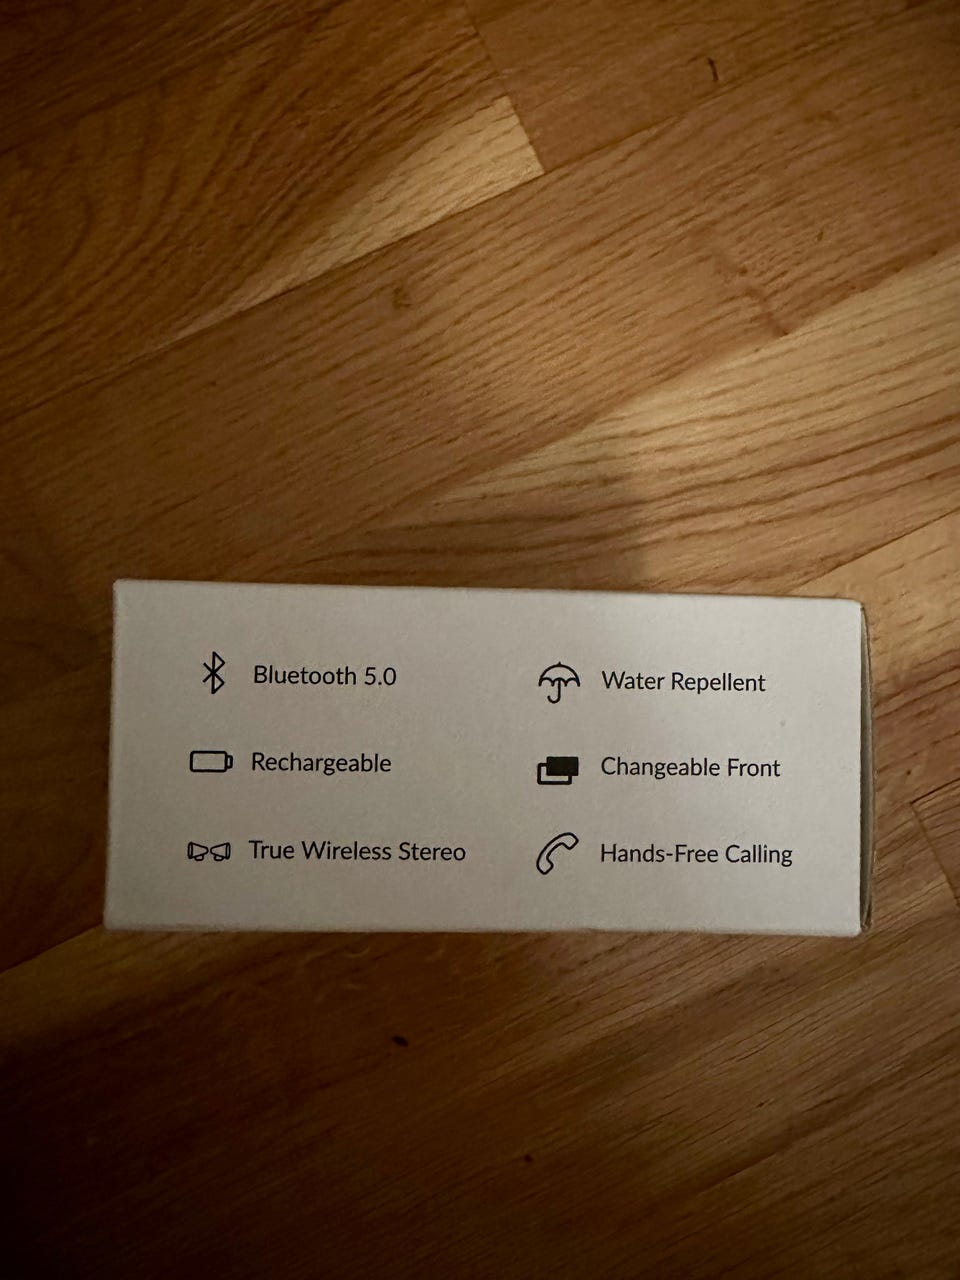 Bluetooth 5.0
Rechargeable
True Wireless Stereo
Water Repellent
Changeable Front
Hands-Free Calling